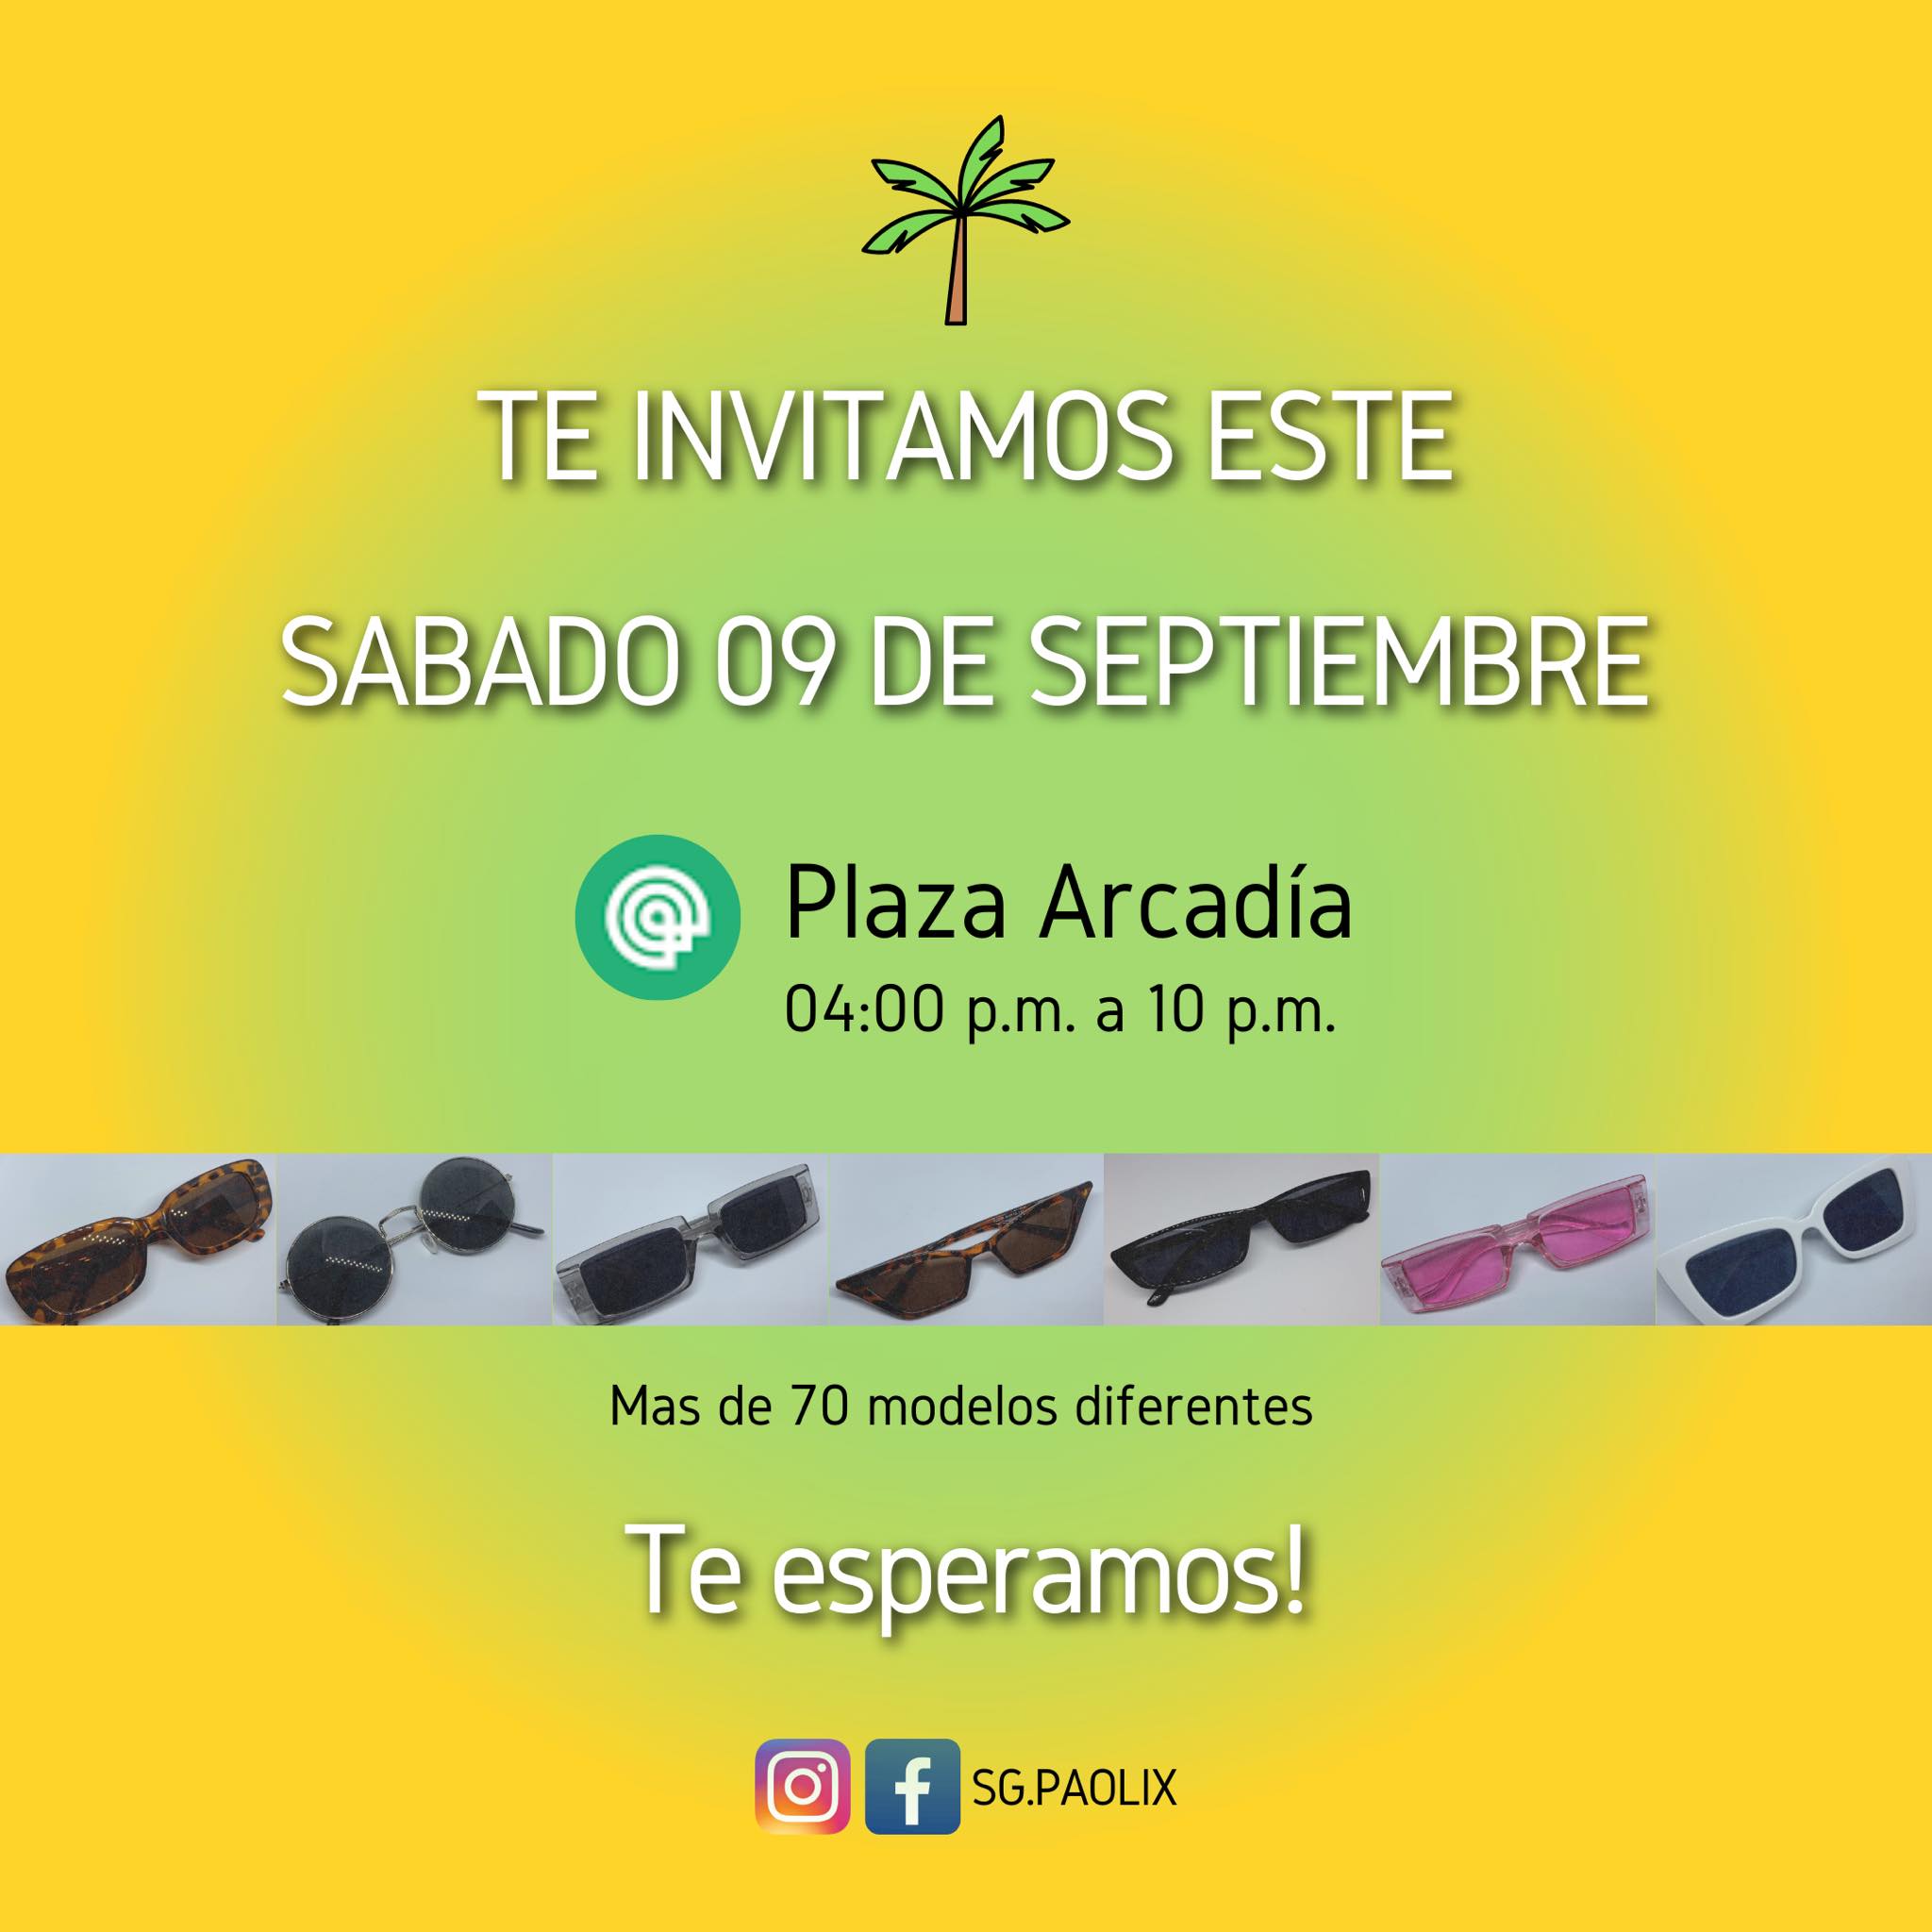 TE INVITAMOS ESTE
SABADO 09 DE SEPTIEMBRE
Plaza Arcadía
04:00 p.m. a 10 p.m.
Mas de 70 modelos diferentes
Te esperamos!
SG.PAOLIX